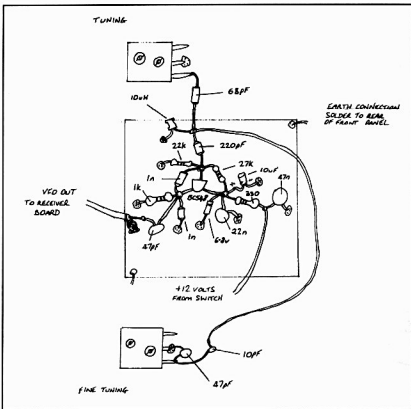 TUNING
68pF
10uH
EARTH CONNECTION
SOLDER TO REAR
OF FRONT PANEL
22k
220pF
27k
1n
10uF
47n
+
-
1k
BC548
330
VCO OUT
TO RECEIVER
BOARD
47pF
1n
6.8v
22n
+12 VOLTS
FROM SWITCH
10pF
47pF
FINE TUNING